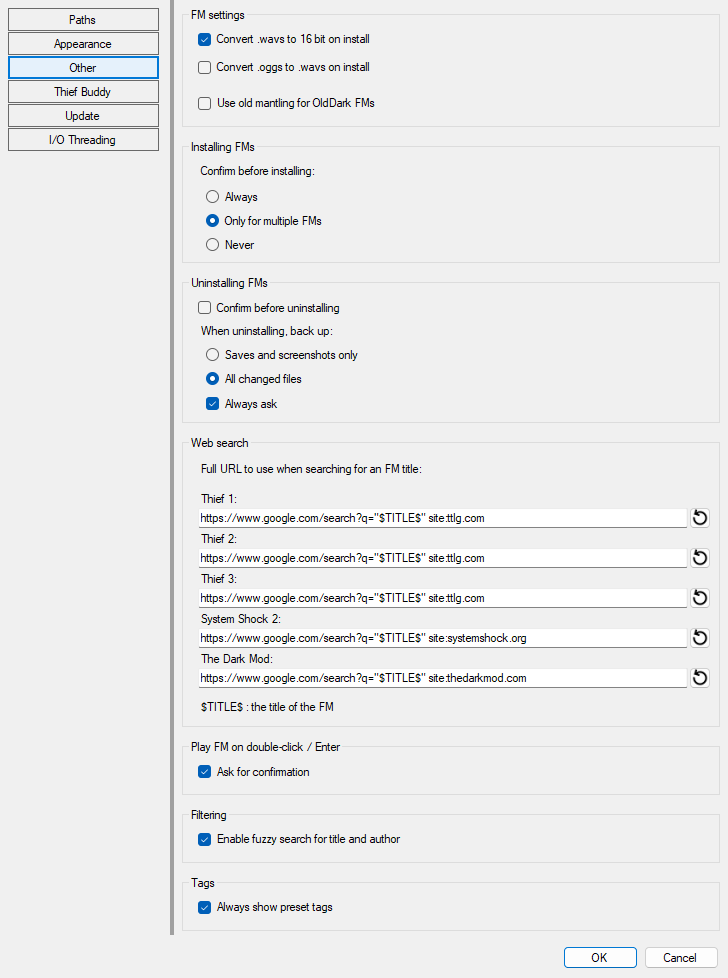 Paths
Appearance
Other
Thief Buddy
Update
I/O Threading
FM settings
Convert .wavs to 16 bit on install
Convert .oggs to .wavs on install
Use old mantling for OldDark FMs
Installing FMs
Confirm before installing:
Always
Only for multiple FMs
Never
Uninstalling FMs
Confirm before uninstalling
When uninstalling, back up:
Saves and screenshots only
All changed files
Always ask
Web search
Full URL to use when searching for an FM title:
Thief 1:
https://www.google.com/search?q="$TITLE$" site:ttlg.com
Thief 2:
https://www.google.com/search?q="$TITLE$" site:ttlg.com
Thief 3:
https://www.google.com/search?q="$TITLE$" site:ttlg.com
System Shock 2:
https://www.google.com/search?q="$TITLE$" site:systemshock.org
The Dark Mod:
https://www.google.com/search?q="$TITLE$" site:thedarkmod.com
$TITLE$ : the title of the FM
Play FM on double-click / Enter
Ask for confirmation
Filtering
Enable fuzzy search for title and author
Tags
Always show preset tags
OK
Cancel